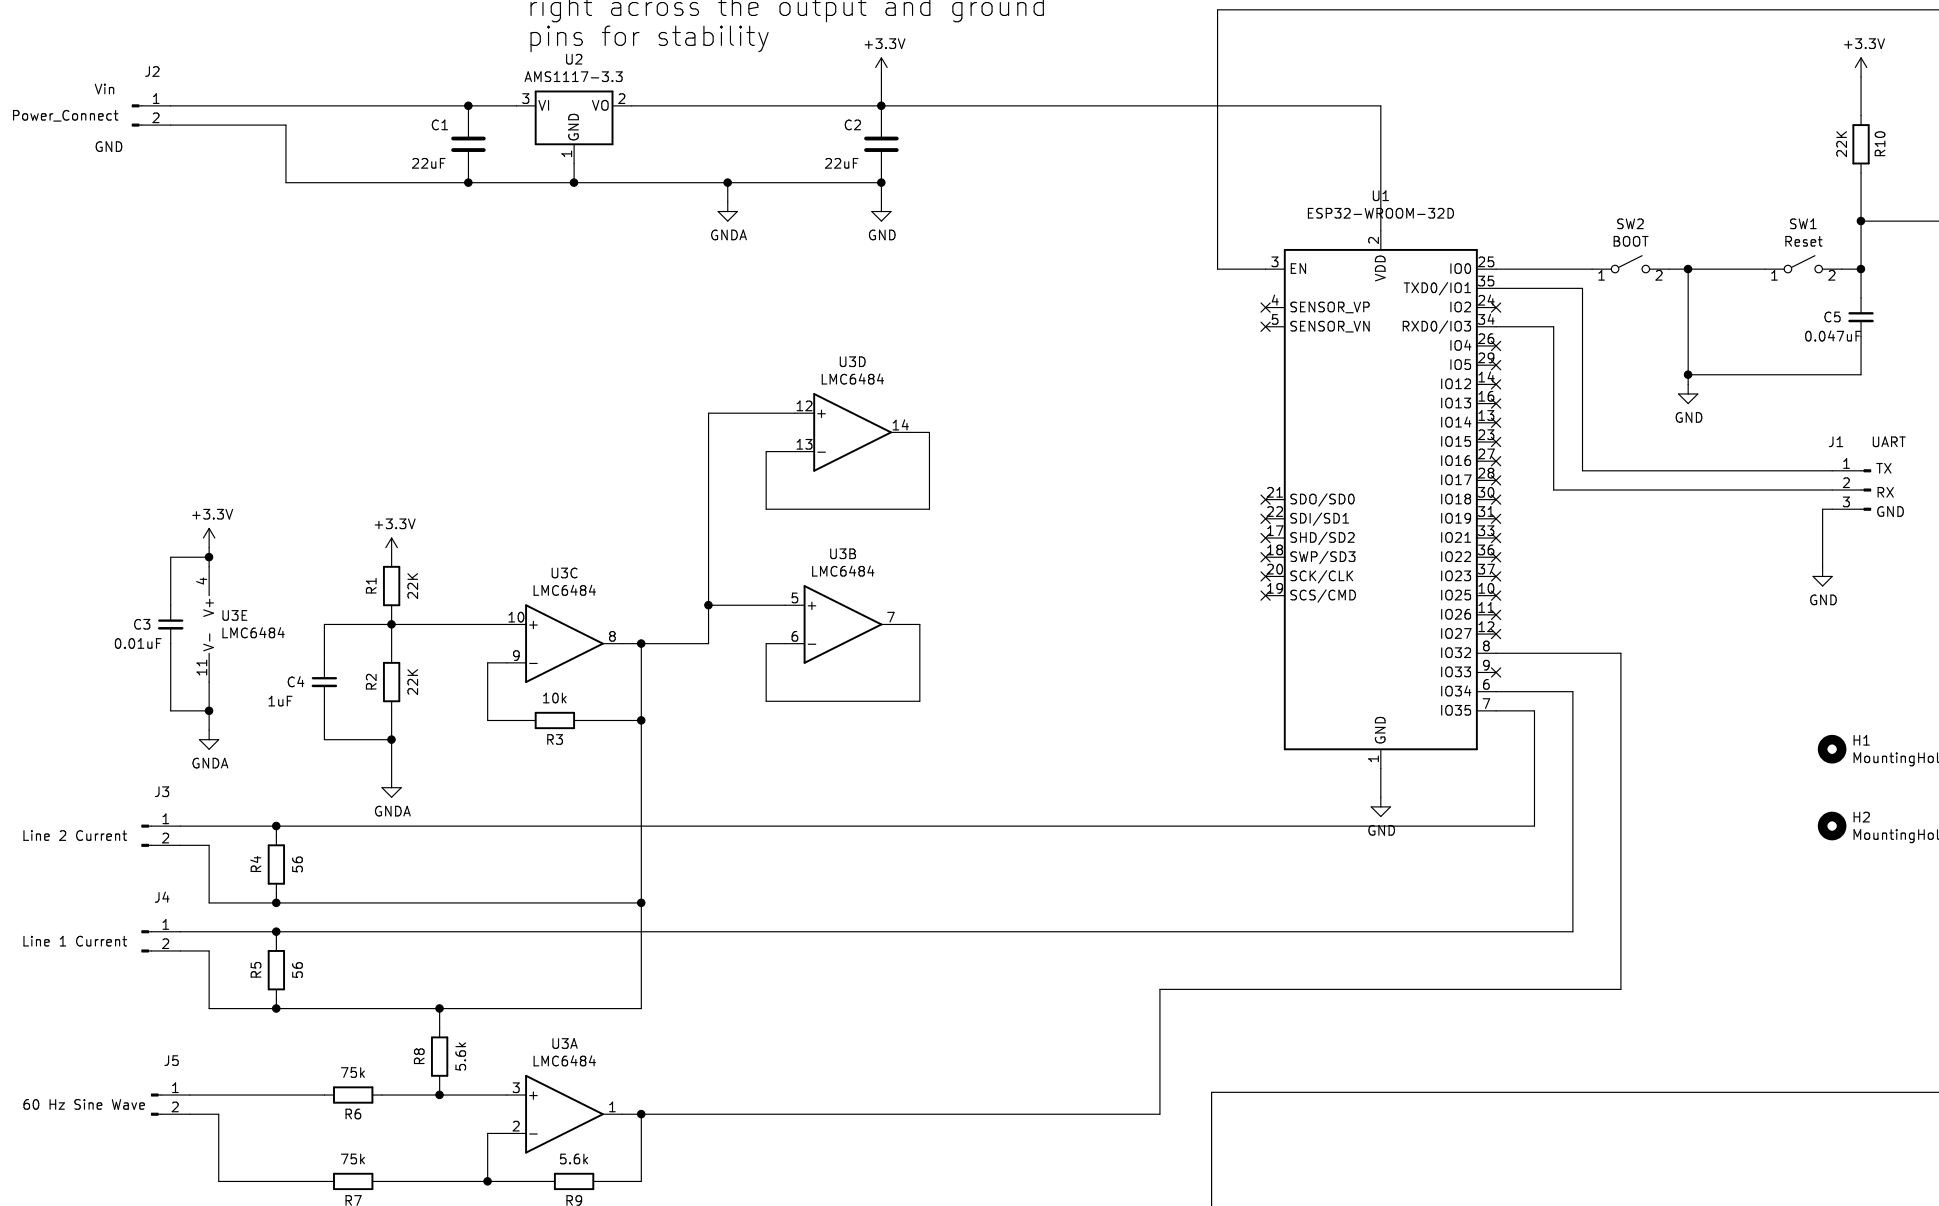 right across the output and ground
pins for stability
J2
Vin
1
Power_Connect
2
GND
C1
22uF
U2
AMS1117-3.3
3 VI
VO 2
GND
1
+3.3V
C2
22uF
GNDA
GND
U1
ESP32-WROOM-32D
2
VDD
3 EN
4 SENSOR_VP
5 SENSOR_VN
21 SDO/SD0
22 SDI/SD1
17 SHD/SD2
18 SWP/SD3
20 SCK/CLK
19 SCS/CMD
IO0 25
TXD0/IO1 35
IO2 24
RXD0/IO3 34
IO4 26
IO5 29
IO12 14
IO13 16
IO14 13
IO15 23
IO16 27
IO17 28
IO18 30
IO19 31
IO21 33
IO22 36
IO23 37
IO25 10
IO26 11
IO27 12
IO32 8
IO33 9
IO34 6
IO35 7
GND
1
GND
+3.3V
22K
R10
SW2
BOOT
1 2
SW1
Reset
1 2
C5
0.047uF
GND
J1 UART
1 TX
2 RX
3 GND
GND
H1
MountingHol
H2
MountingHol
U3D
LMC6484
12 +
13 −
14
U3B
LMC6484
5 +
6 −
7
+3.3V
4
V+
U3E
LMC6484
V-
11
C3
0.01uF
GNDA
+3.3V
R1
22K
R2
22K
C4
1uF
GNDA
U3C
LMC6484
10 +
9 −
8
10k
R3
J3
1
Line 2 Current
2
R4
56
J4
1
Line 1 Current
2
R5
56
R8
5.6k
J5
1
60 Hz Sine Wave
2
75k
R6
75k
R7
U3A
LMC6484
3 +
2 −
1
5.6k
R9